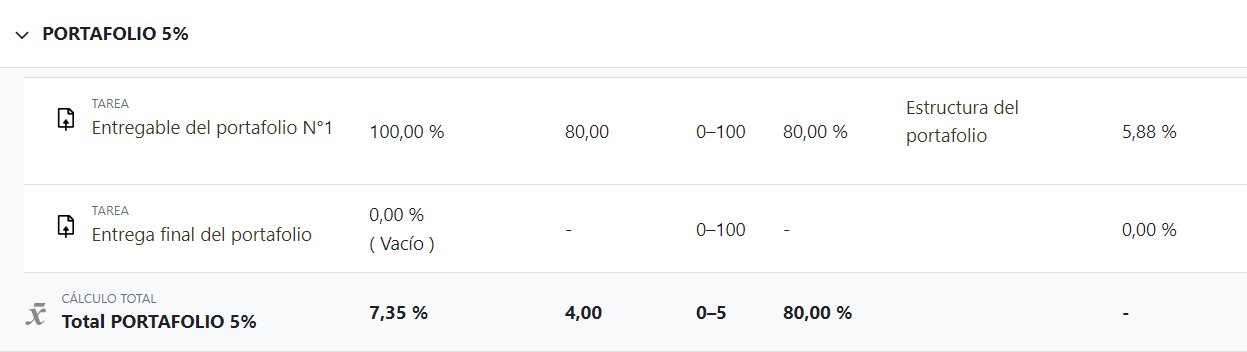 PORTAFOLIO 5%
TAREA
Entregable del portafolio N°1
100,00 %
80,00
0–100
80,00 %
Estructura del
portafolio
5,88 %
TAREA
Entrega final del portafolio
0,00 %
( Vacío )
-
0–100
-
0,00 %
x̄
CÁLCULO TOTAL
Total PORTAFOLIO 5%
7,35 %
4,00
0–5
80,00 %
-